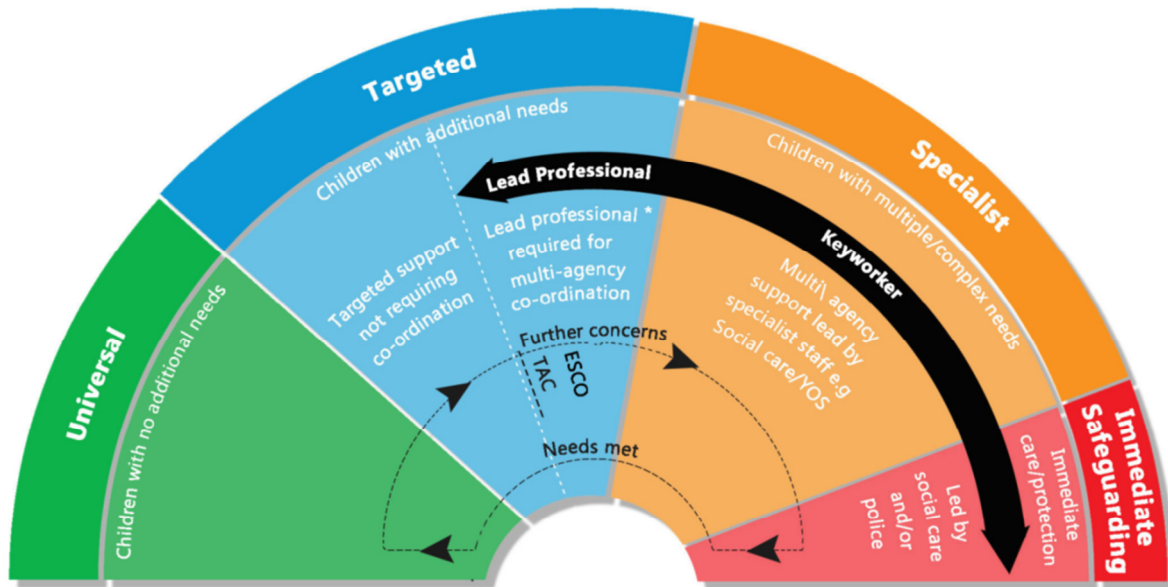 Universal
Children with no additional needs
Targeted
Children with additional needs
Targeted support
not requiring
co-ordination
Lead Professional
Lead professional *
required for
multi-agency
co-ordination
Further concerns
ESCO
TAC
Needs met
Specialist
Children with multiple/complex needs
Keyworker
Multi\ agency
support lead by
specialist staff e.g
Social care/YOS
Immediate
Safeguarding
Immediate
care/protection
Led by
social care
and/or
police